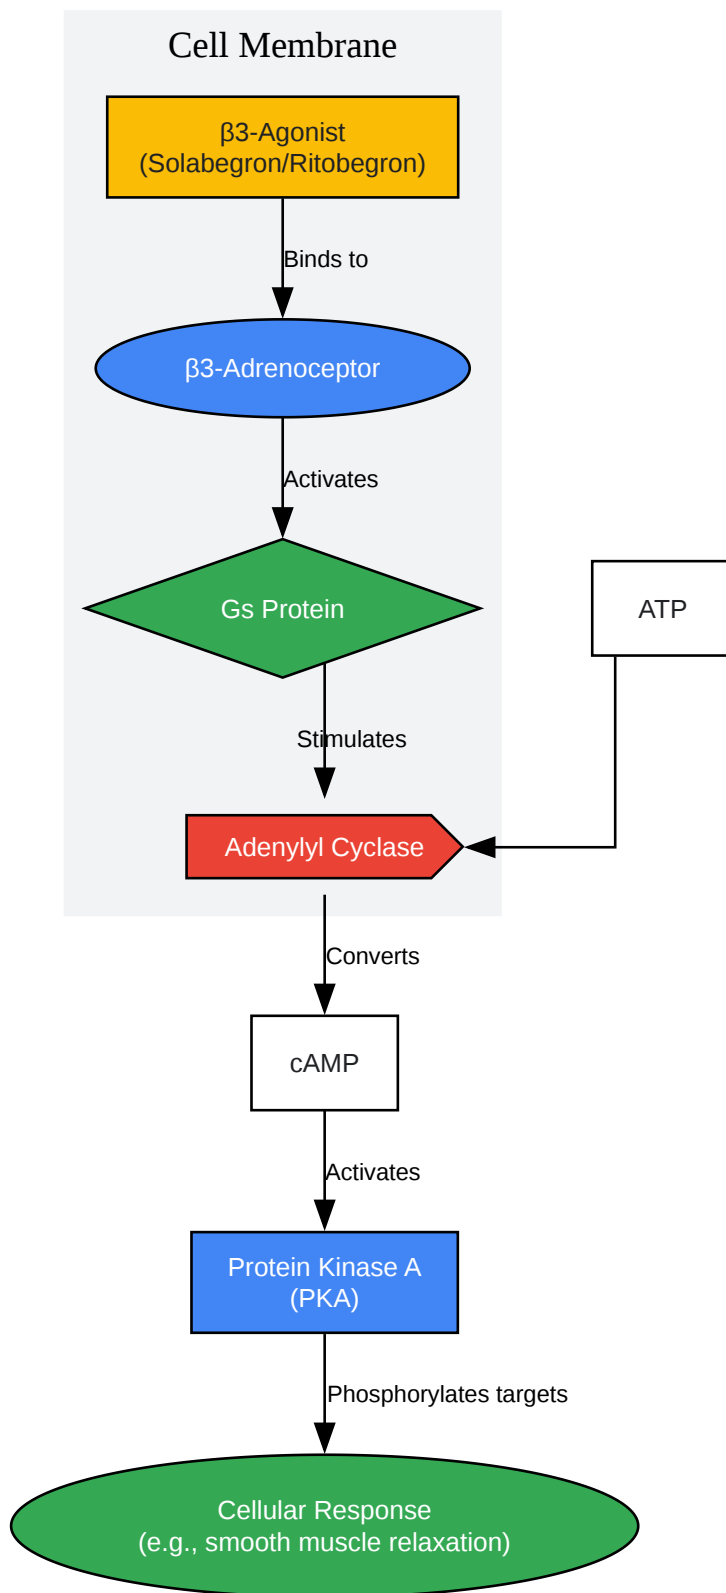 Cell Membrane
β3-Agonist
(Solabegron/Ritobegron)
Binds to
β3-Adrenoceptor
Activates
Gs Protein
ATP
Stimulates
Adenylyl Cyclase
Converts
cAMP
Activates
Protein Kinase A
(PKA)
Phosphorylates targets
Cellular Response
(e.g., smooth muscle relaxation)